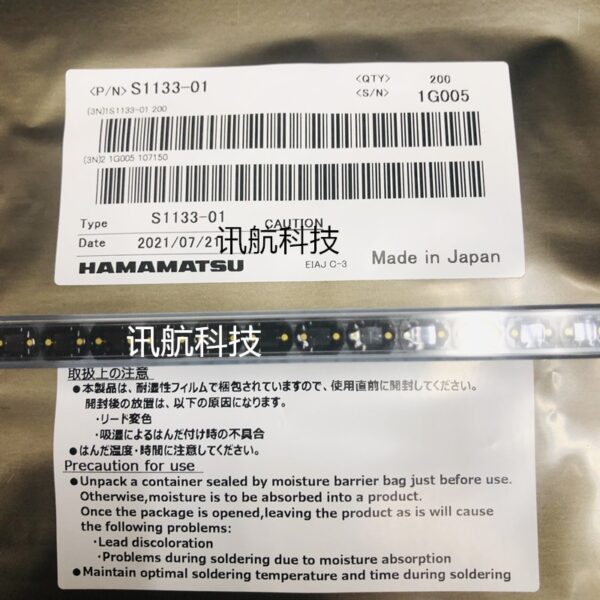 <P/N> S1133-01
<QTY> 200
<S/N> 1G005
(3N)1S1133-01 200
(3N)2 1G005 107150
Type S1133-01 CAUTION
Date 2021/07/21
讯航科技
HAMAMATSU EIAJ C-3 Made in Japan
讯航科技
取扱上の注意
●本製品は、耐湿性フィルムで梱包されていますので、使用直前に開封してください。
開封後の放置は、以下の原因になります。
・リード変色
・吸湿によるはんだ付け時の不具合
●はんだ温度・時間に注意してください。
Precaution for use
●Unpack a container sealed by moisture barrier bag just before use.
Otherwise,moisture is to be absorbed into a product.
Once the package is opened,leaving the product as is will cause
the following problems:
・Lead discoloration
・Problems during soldering due to moisture absorption
●Maintain optimal soldering temperature and time during soldering